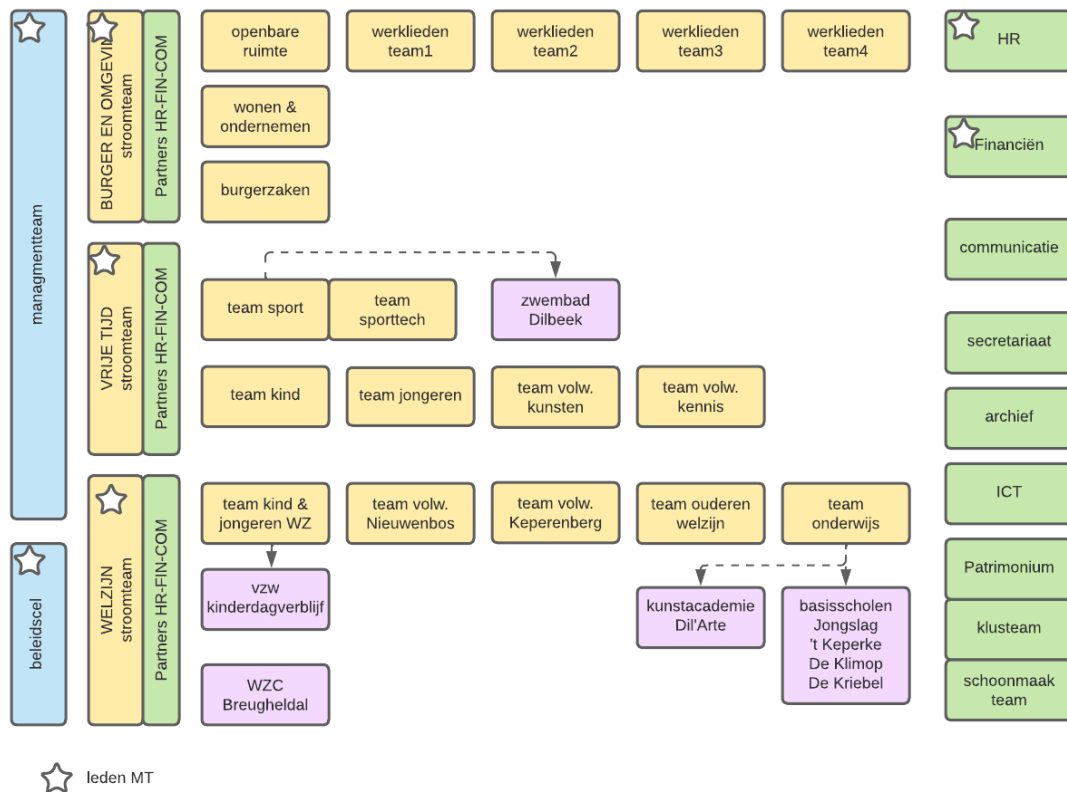 managmentteam
beleidscel
BURGER EN OMGEVIN
stroomteam
Partners HR-FIN-COM
openbare
ruimte
werklieden
team1
werklieden
team2
werklieden
team3
werklieden
team4
wonen &
ondernemen
burgerzaken
VRIJE TIJD
stroomteam
Partners HR-FIN-COM
team sport
team
sporttech
zwembad
Dilbeek
team kind
team jongeren
team volw.
kunsten
team volw.
kennis
WELZIJN
stroomteam
Partners HR-FIN-COM
team kind &
jongeren WZ
team volw.
Nieuwenbos
team volw.
Keperenberg
team ouderen
welzijn
team
onderwijs
vzw
kinderdagverblijf
kunstacademie
Dil'Arte
basisscholen
Jongslag
't Keperke
De Klimop
De Kriebel
WZC
Breugheldal
HR
Financiën
communicatie
secretariaat
archief
ICT
Patrimonium
klusteam
schoonmaak
team
leden MT